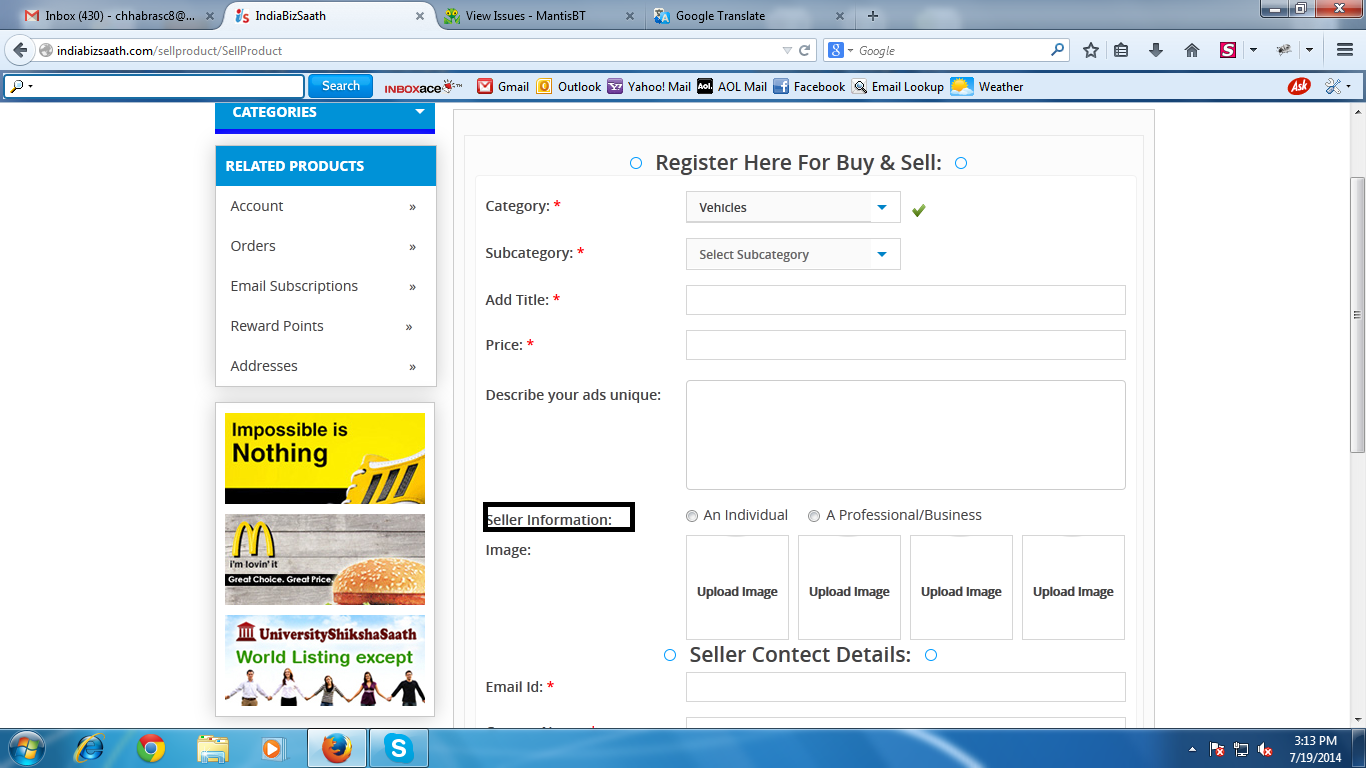 Inbox (430) - chhabrasc8@...
IndiaBizSaath
View Issues - MantisBT
Google Translate
indiabizsaath.com/sellproduct/SellProduct
Google
Search
INBOXACE
Gmail
Outlook
Yahoo! Mail
AOL Mail
Facebook
Email Lookup
Weather
Ask
CATEGORIES
RELATED PRODUCTS
Account »
Orders »
Email Subscriptions »
Reward Points »
Addresses »
Impossible is
Nothing
i'm lovin' it
Great Choice. Great Price.
UniversityShikshaSaath
World Listing except
Register Here For Buy & Sell:
Category: * Vehicles
Subcategory: * Select Subcategory
Add Title: *
Price: *
Describe your ads unique:
Seller Information: An Individual A Professional/Business
Image: Upload Image Upload Image Upload Image Upload Image
Seller Contect Details:
Email Id: *
3:13 PM
7/19/2014